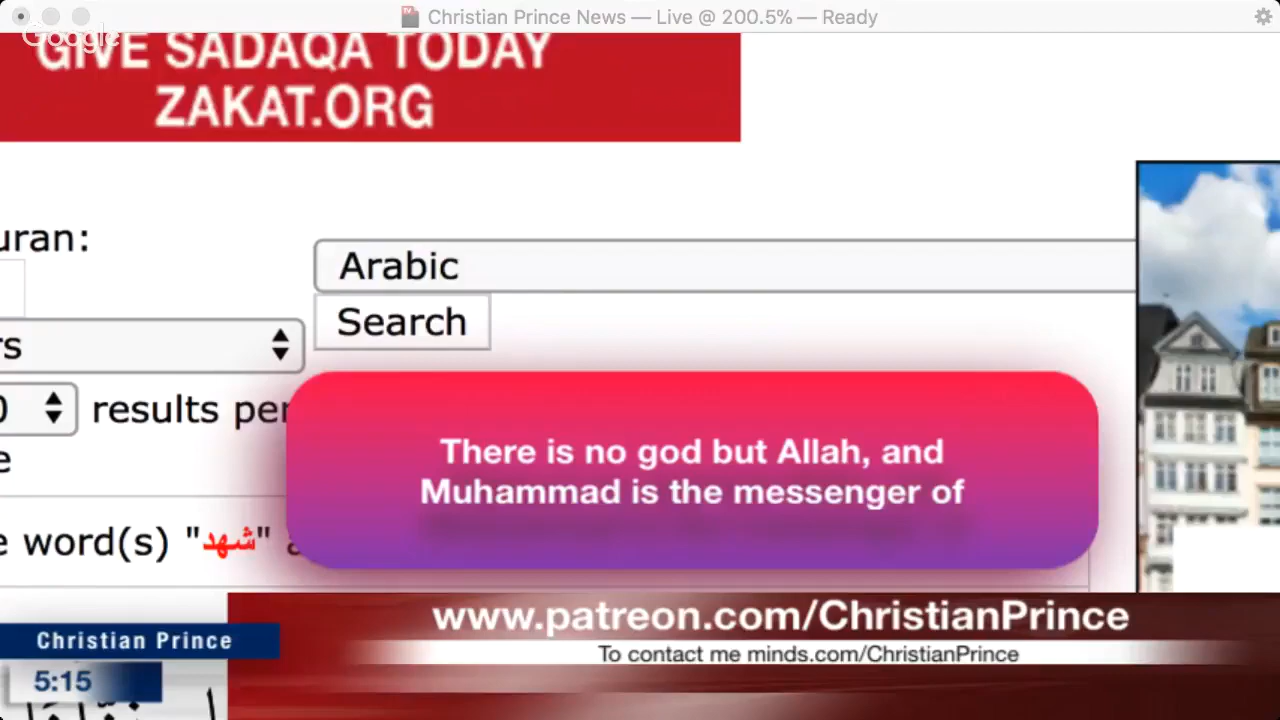 Christian Prince News — Live @ 200.5% — Ready
Google
GIVE SADAQA TODAY
ZAKAT.ORG
uran:
Arabic
Search
rs
results per
e
There is no god but Allah, and
Muhammad is the messenger of
e word(s) "شهد" a
www.patreon.com/ChristianPrince
Christian Prince
To contact me minds.com/ChristianPrince
5:15